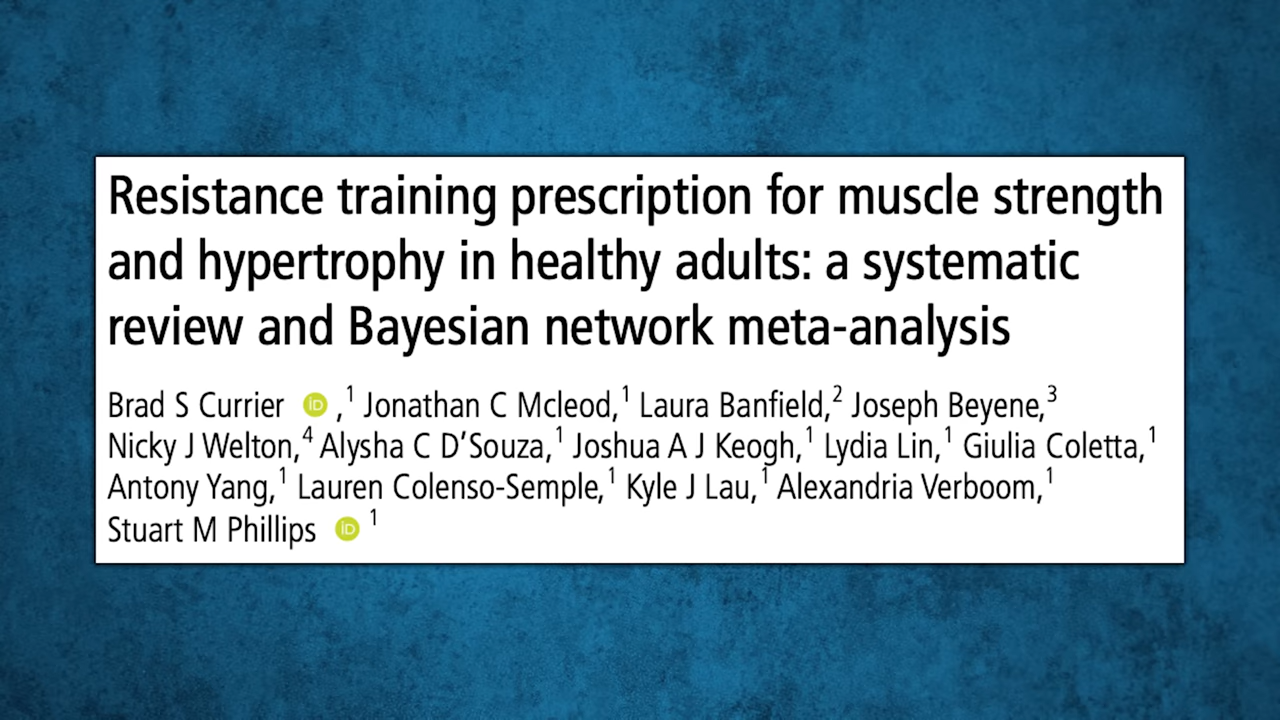 Resistance training prescription for muscle strength
and hypertrophy in healthy adults: a systematic
review and Bayesian network meta-analysis
Brad S Currier iD ,1 Jonathan C Mcleod,1 Laura Banfield,2 Joseph Beyene,3
Nicky J Welton,4 Alysha C D’Souza,1 Joshua A J Keogh,1 Lydia Lin,1 Giulia Coletta,1
Antony Yang,1 Lauren Colenso-Semple,1 Kyle J Lau,1 Alexandria Verboom,1
Stuart M Phillips iD 1